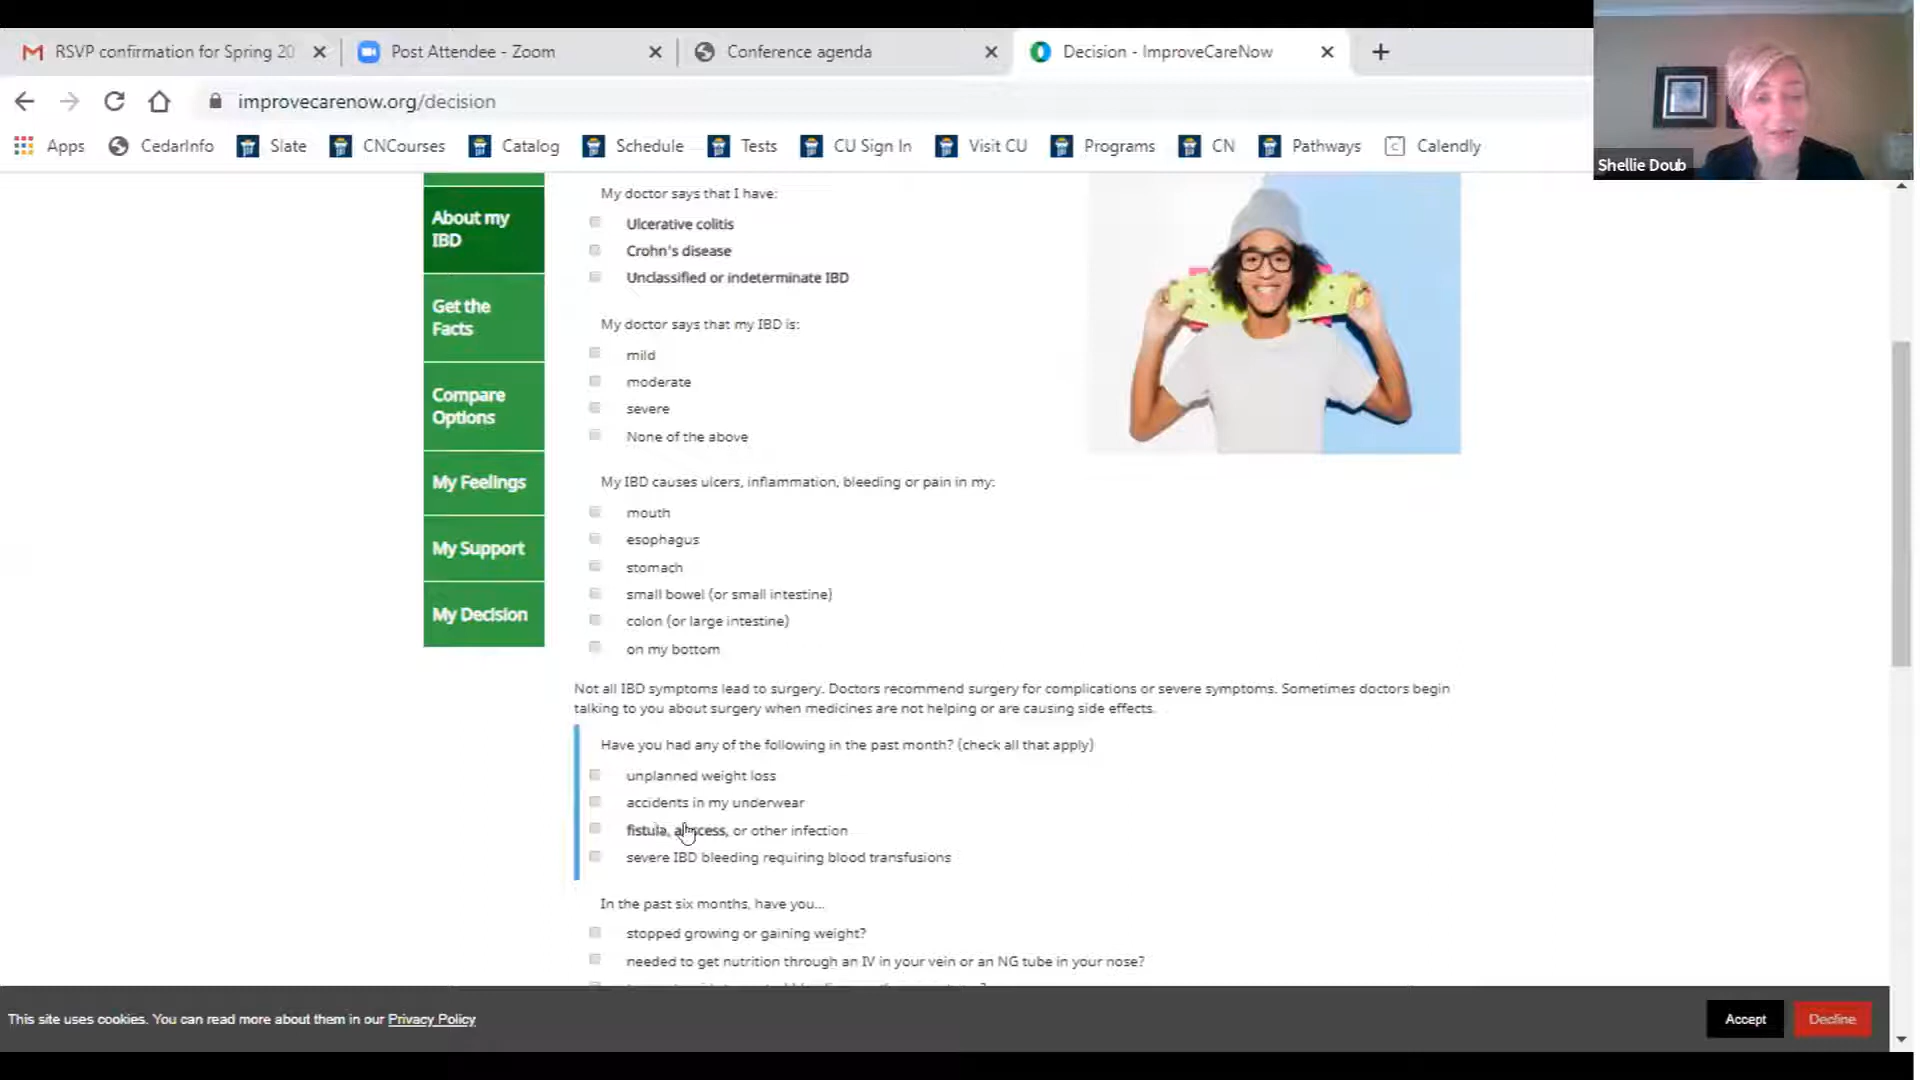 RSVP confirmation for Spring 20
Post Attendee - Zoom
Conference agenda
Decision - ImproveCareNow
improvecarenow.org/decision
Apps
CedarInfo
Slate
CNCourses
Catalog
Schedule
Tests
CU Sign In
Visit CU
Programs
CN
Pathways
Calendly
Shellie Doub
About my
IBD
Get the
Facts
Compare
Options
My Feelings
My Support
My Decision
My doctor says that I have:
Ulcerative colitis
Crohn's disease
Unclassified or indeterminate IBD
My doctor says that my IBD is:
mild
moderate
severe
None of the above
My IBD causes ulcers, inflammation, bleeding or pain in my:
mouth
esophagus
stomach
small bowel (or small intestine)
colon (or large intestine)
on my bottom
Not all IBD symptoms lead to surgery. Doctors recommend surgery for complications or severe symptoms. Sometimes doctors begin
talking to you about surgery when medicines are not helping or are causing side effects.
Have you had any of the following in the past month? (check all that apply)
unplanned weight loss
accidents in my underwear
fistula, abscess, or other infection
severe IBD bleeding requiring blood transfusions
In the past six months, have you...
stopped growing or gaining weight?
needed to get nutrition through an IV in your vein or an NG tube in your nose?
This site uses cookies. You can read more about them in our Privacy Policy
Accept
Decline